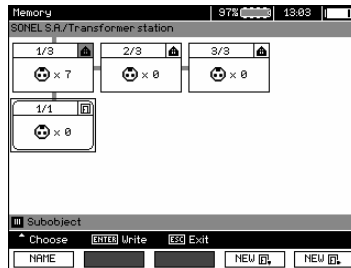 Memory 97% 13:03
SONEL S.A./Transformer station
1/3 2/3 3/3
× 7 × 0 × 0
1/1
× 0
Subobject
Choose ENTER Write ESC Exit
NAME NEW NEW